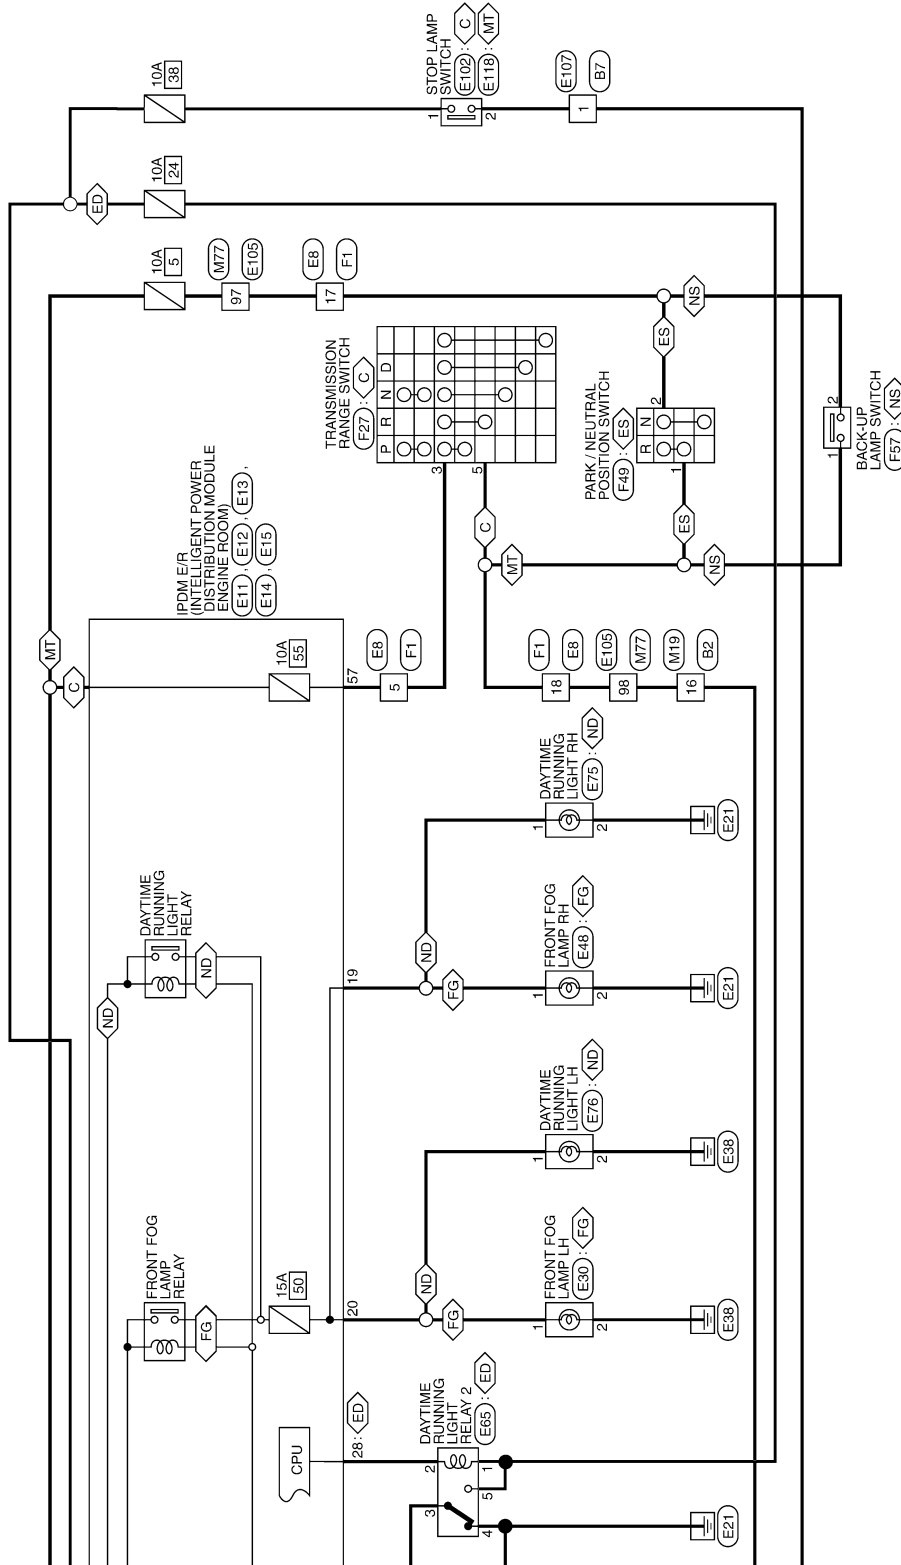 STOP LAMP
SWITCH
E102 : C
E118 : MT
1
2
E107
B7
1
10A
38
10A
24
ED
10A
5
M77
E105
97
E8
F1
17
NS
ES
TRANSMISSION
RANGE SWITCH
F27 : C
P R N D
3
5
PARK / NEUTRAL
POSITION SWITCH
F49 : ES
R N
1
2
BACK-UP
LAMP SWITCH
F57 : NS
1
2
C
MT
ES
NS
IPDM E/R
(INTELLIGENT POWER
DISTRIBUTION MODULE
ENGINE ROOM)
E11 , E12 , E13 ,
E14 , E15
MT
C
10A
55
57
E8
F1
5
F1
E8
18
E105
M77
98
M19
B2
16
DAYTIME
RUNNING
LIGHT RH
E75 : ND
1
2
E21
DAYTIME
RUNNING
LIGHT
RELAY
ND
ND
19
ND
FG
FRONT FOG
LAMP RH
E48 : FG
1
2
E21
DAYTIME
RUNNING
LIGHT LH
E76 : ND
1
2
E38
FRONT FOG
LAMP
RELAY
FG
15A
50
20
ND
FG
FRONT FOG
LAMP LH
E30 : FG
1
2
E38
CPU
28 : ED
DAYTIME
RUNNING
LIGHT
RELAY 2
E65 : ED
2
1
3
5
4
E21